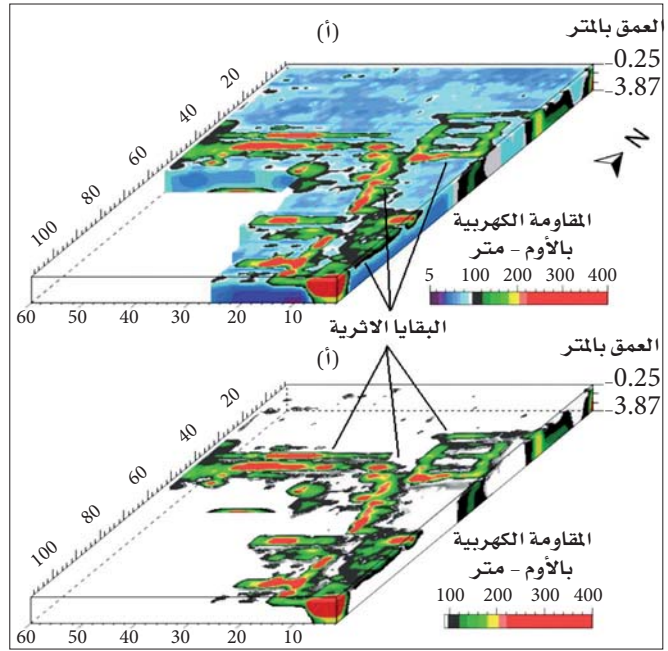 (أ)
العمق بالمتر
-0.25
-3.87
20
40
60
80
100
N
المقاومة الكهربية
بالأوم - متر
5 100 200 300 400
60 50 40 30 20 10
البقايا الاثرية
(أ)
العمق بالمتر
-0.25
-3.87
20
40
60
80
100
المقاومة الكهربية
بالأوم - متر
100 200 300 400
60 50 40 30 20 10